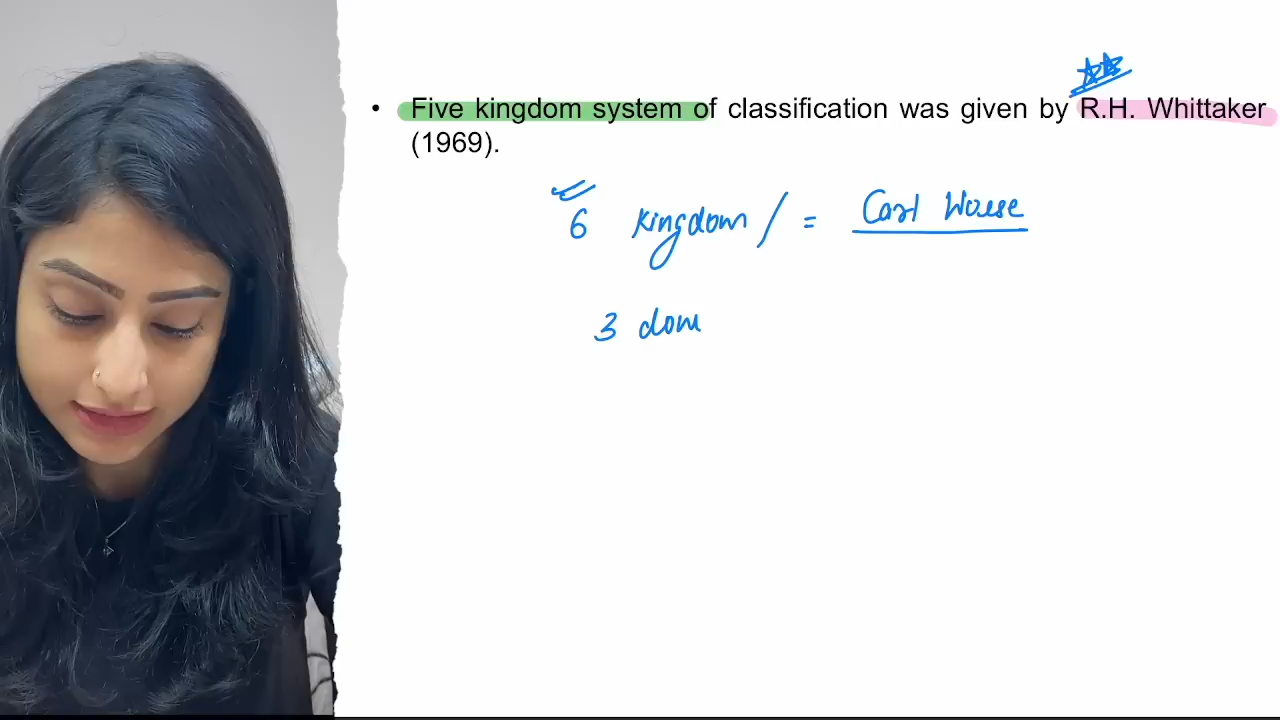 • Five kingdom system of classification was given by R.H. Whittaker
(1969).
6 Kingdom / = Carl Woese
3 dom